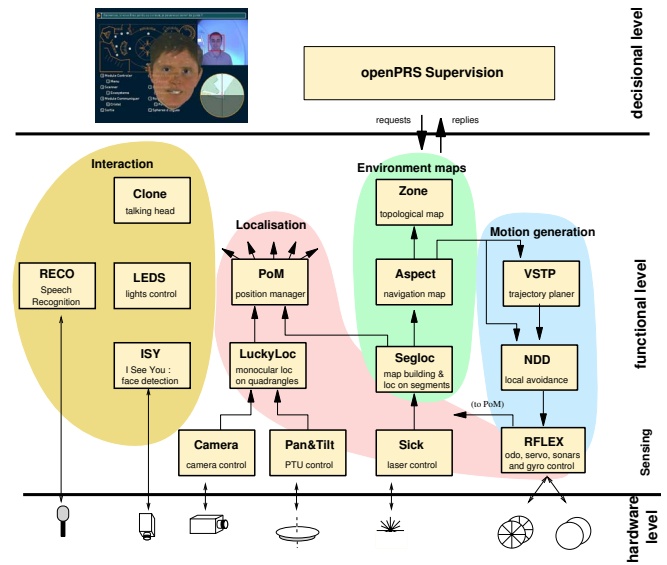 openPRS Supervision
decisional level
requests
replies
Interaction
Environment maps
Clone
talking head
Zone
topological map
Localisation
Motion generation
RECO
Speech
Recognition
LEDS
lights control
PoM
position manager
Aspect
navigation map
VSTP
trajectory planer
functional level
ISY
I See You :
face detection
LuckyLoc
monocular loc
on quadrangles
Segloc
map building &
loc on segments
NDD
local avoidance
(to PoM)
Camera
camera control
Pan&Tilt
PTU control
Sick
laser control
RFLEX
odo, servo, sonars
and gyro control
Sensing
hardware
level